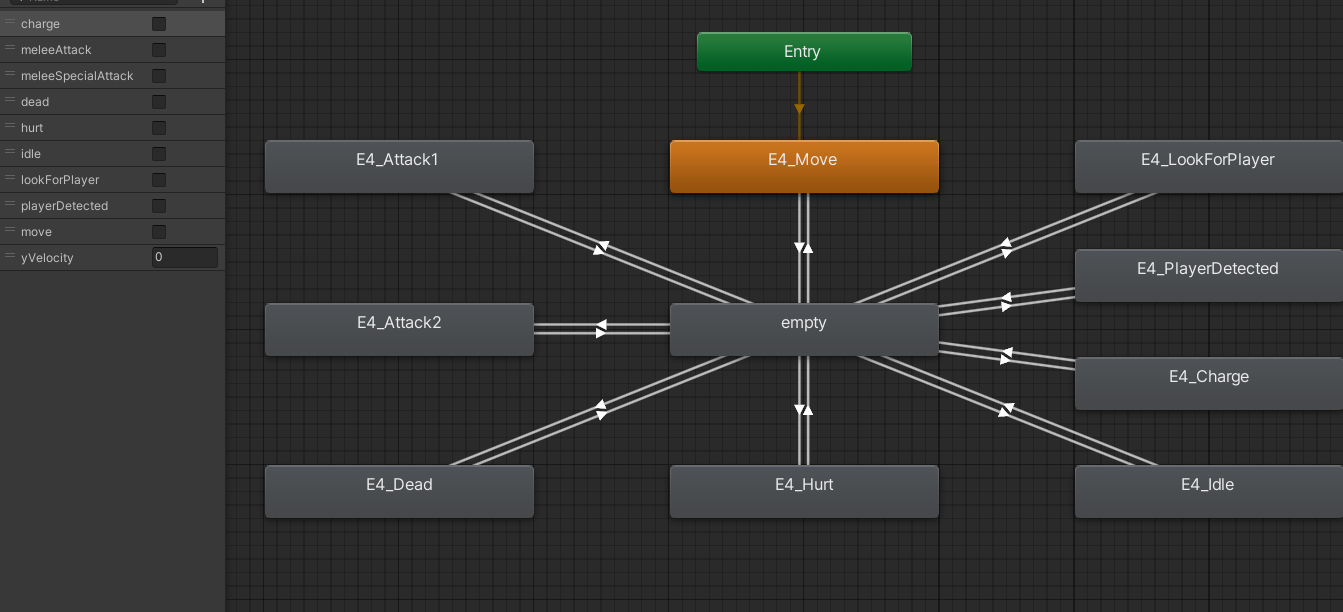 charge
meleeAttack
meleeSpecialAttack
dead
hurt
idle
lookForPlayer
playerDetected
move
yVelocity 0
Entry
E4_Attack1
E4_Move
E4_LookForPlayer
E4_PlayerDetected
E4_Attack2
empty
E4_Charge
E4_Dead
E4_Hurt
E4_Idle